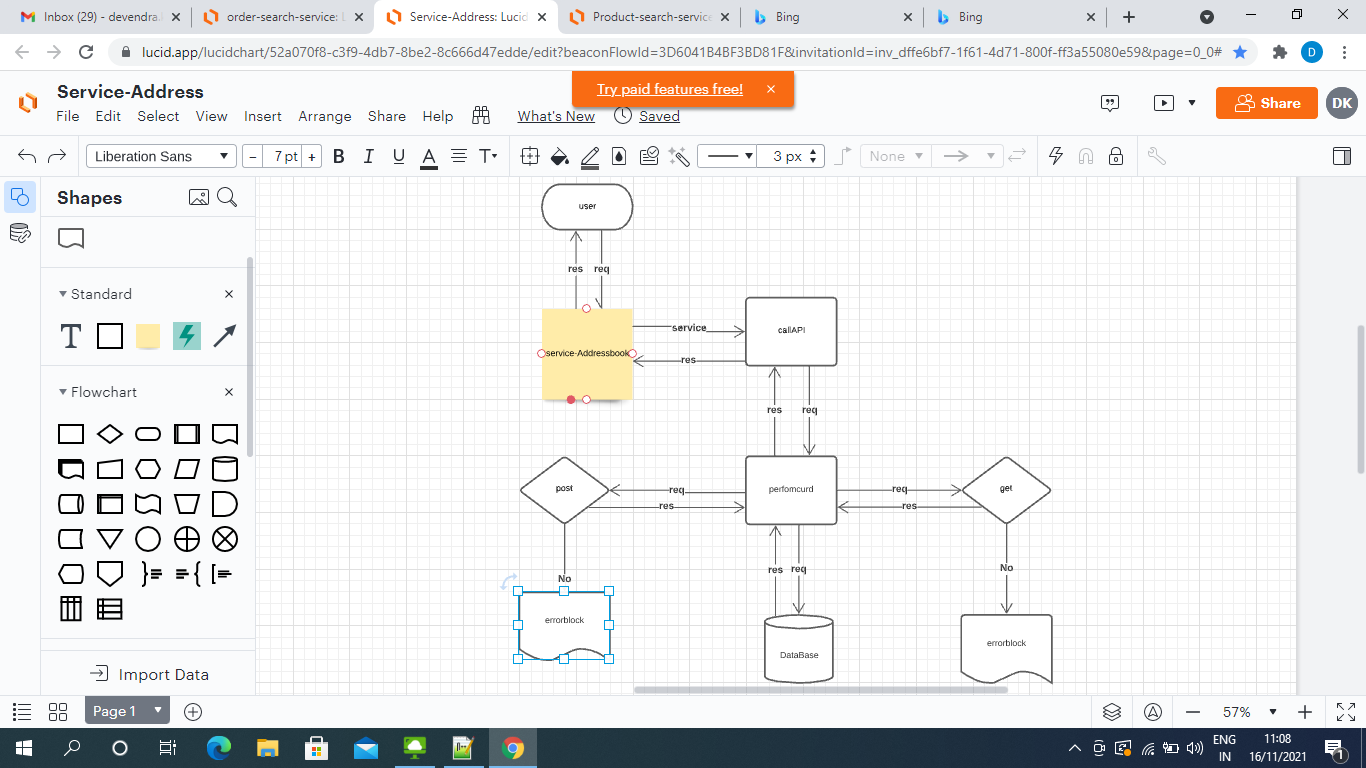 Inbox (29) - devendra.
order-search-service: L
Service-Address: Lucid
Product-search-service
Bing
Bing
lucid.app/lucidchart/52a070f8-c3f9-4db7-8be2-8c666d47edde/edit?beaconFlowId=3D6041B4BF3BD81F&invitationId=inv_dffe6bf7-1f61-4d71-800f-ff3a55080e59&page=0_0#
D
Service-Address
Try paid features free!
File Edit Select View Insert Arrange Share Help What's New Saved
Share
DK
Liberation Sans
7 pt
B I U A T
3 px
None
Shapes
Standard
T
Flowchart
Import Data
user
res req
service-Addressbook
service
res
callAPI
res req
post
req
res
perfomcurd
req
res
get
No
res req
No
errorblock
DataBase
errorblock
Page 1
57%
ENG
IN
11:08
16/11/2021
1